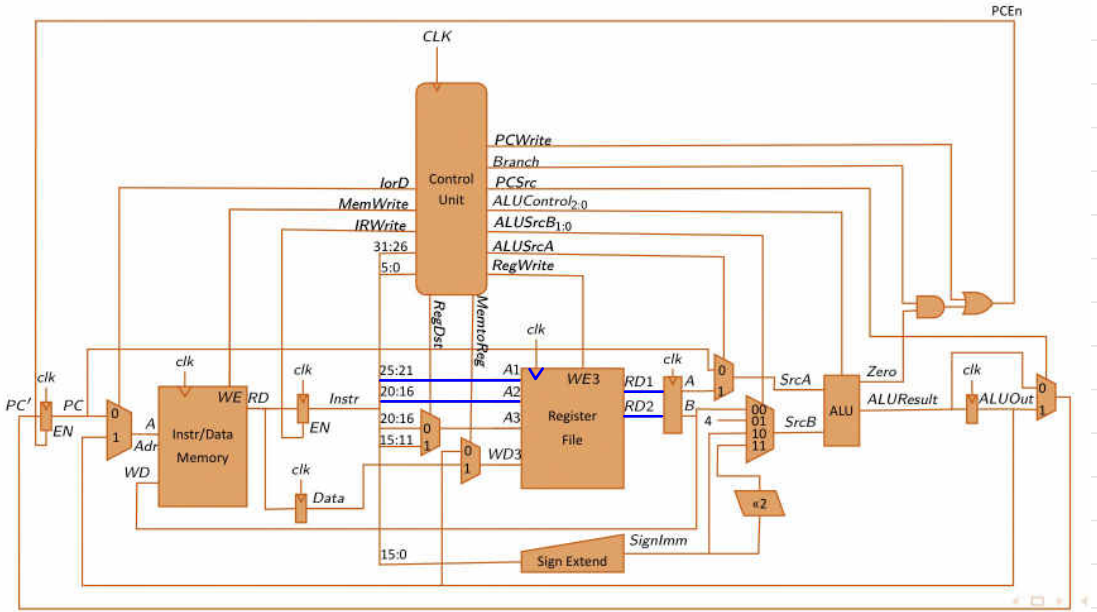 PCEn
CLK
PCWrite
Branch
Control
Unit
IorD
PCSrc
MemWrite
ALUControl2:0
IRWrite
ALUSrcB1:0
31:26
ALUSrcA
5:0
RegWrite
RegDst
MemtoReg
clk
clk
clk
clk
clk
clk
PC′
PC
EN
0
1
A
Adr
WD
WE
RD
Instr/Data
Memory
EN
Instr
clk
Data
25:21
20:16
20:16
15:11
15:0
0
1
0
1
A1
A2
A3
WD3
WE3
Register
File
RD1
RD2
A
B
0
1
SrcA
4
00
01
10
11
SrcB
ALU
Zero
ALUResult
ALUOut
0
1
«2
SignImm
Sign Extend